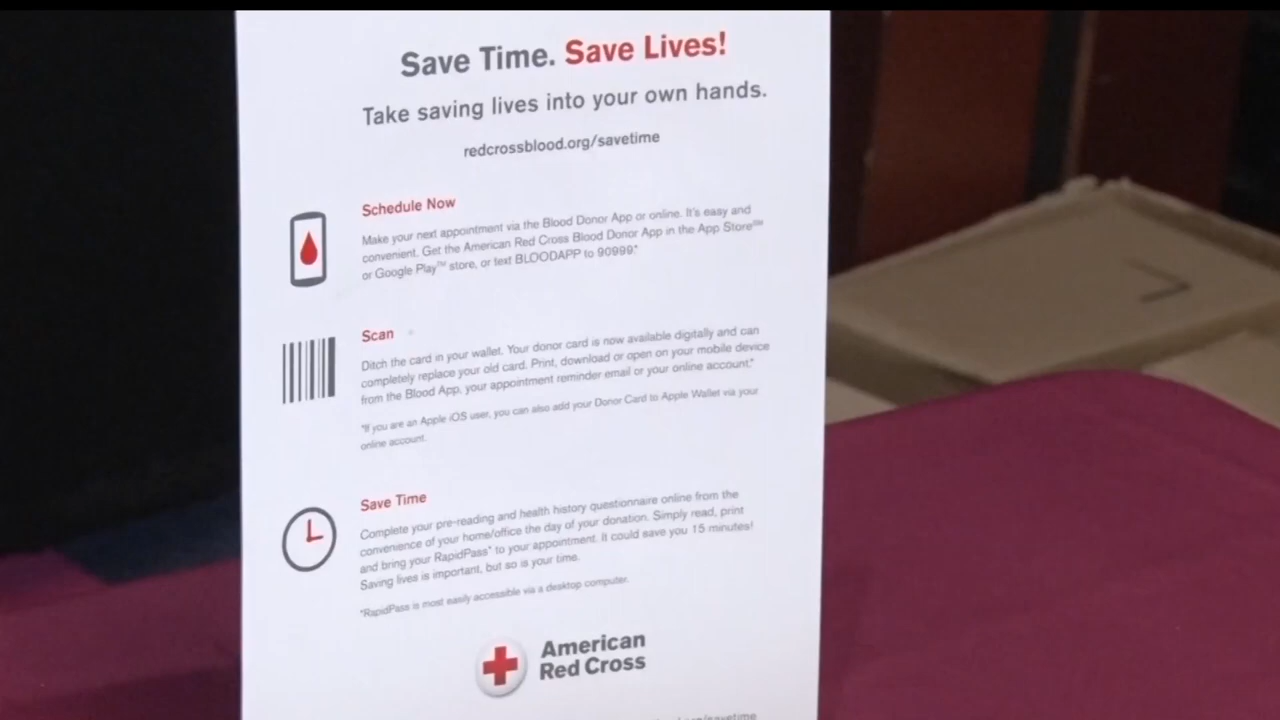 Save Time. Save Lives!
Take saving lives into your own hands.
redcrossblood.org/savetime
Schedule Now
Make your next appointment via the Blood Donor App or online. It's easy and
convenient. Get the American Red Cross Blood Donor App in the App Store℠
or Google Play™ store, or text BLOODAPP to 90999.*
Scan
Ditch the card in your wallet. Your donor card is now available digitally and can
completely replace your old card. Print, download or open on your mobile device
from the Blood App, your appointment reminder email or your online account.*
*If you are an Apple iOS user, you can also add your Donor Card to Apple Wallet via your
online account.
Save Time
Complete your pre-reading and health history questionnaire online from the
convenience of your home/office the day of your donation. Simply read, print
and bring your RapidPass* to your appointment. It could save you 15 minutes!
Saving lives is important, but so is your time.
*RapidPass is most easily accessible via a desktop computer.
American
Red Cross